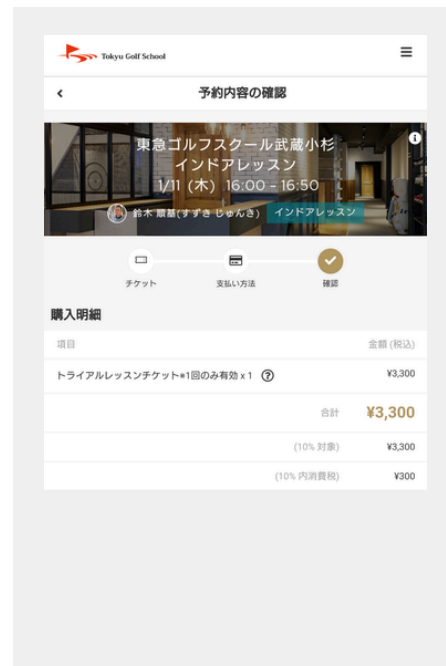 Tokyu Golf School
予約内容の確認
東急ゴルフスクール武蔵小杉
インドアレッスン
1/11 (木) 16:00 - 16:50
鈴木 順基(すずき じゅんき) インドアレッスン
チケット 支払い方法 確認
購入明細
項目 金額 (税込)
トライアルレッスンチケット*1回のみ有効 x 1 ¥3,300
合計 ¥3,300
(10% 対象) ¥3,300
(10% 内消費税) ¥300